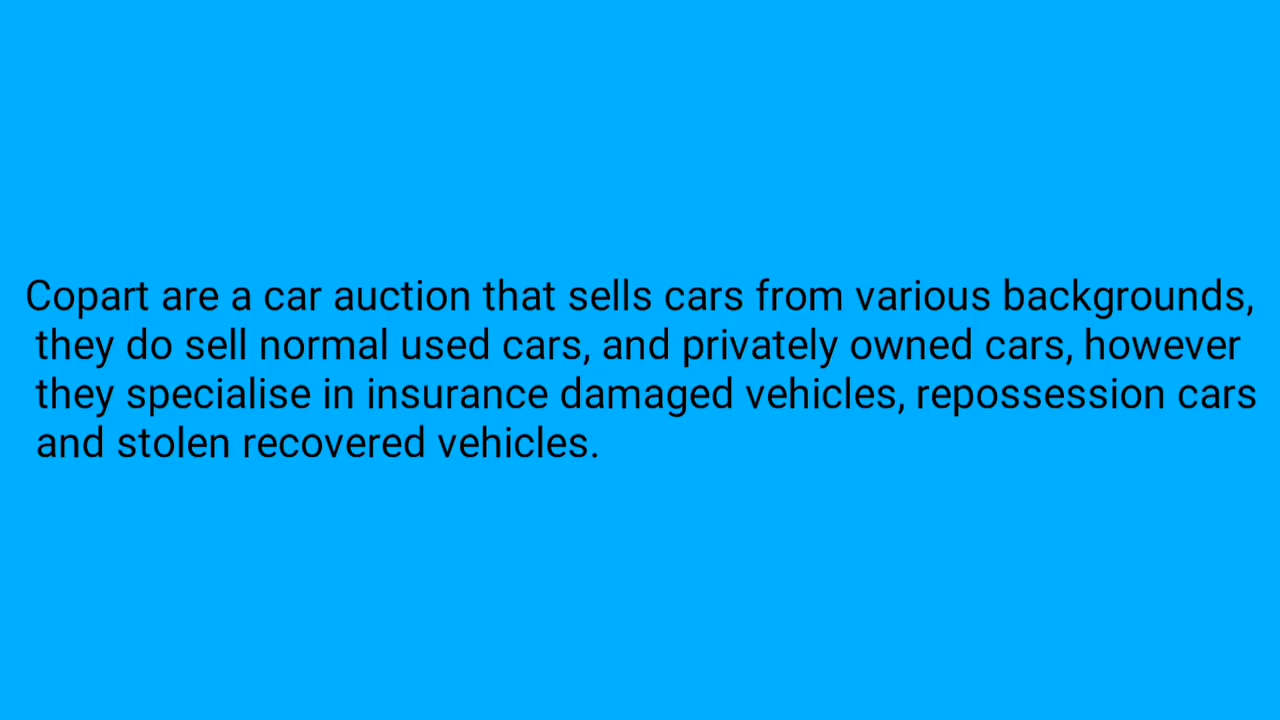 Copart are a car auction that sells cars from various backgrounds,
they do sell normal used cars, and privately owned cars, however
they specialise in insurance damaged vehicles, repossession cars
and stolen recovered vehicles.